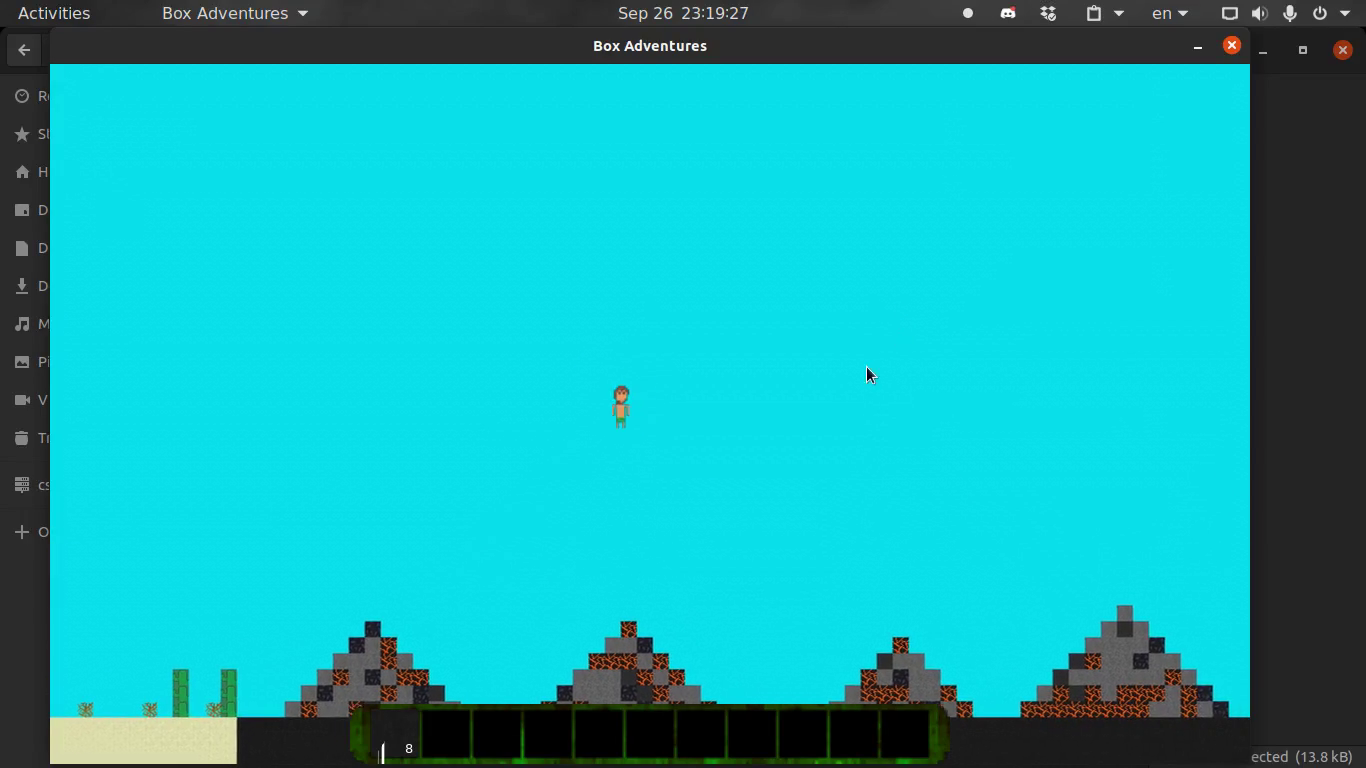 Activities Box Adventures Sep 26 23:19:27 en
Box Adventures
8
ected (13.8 kB)